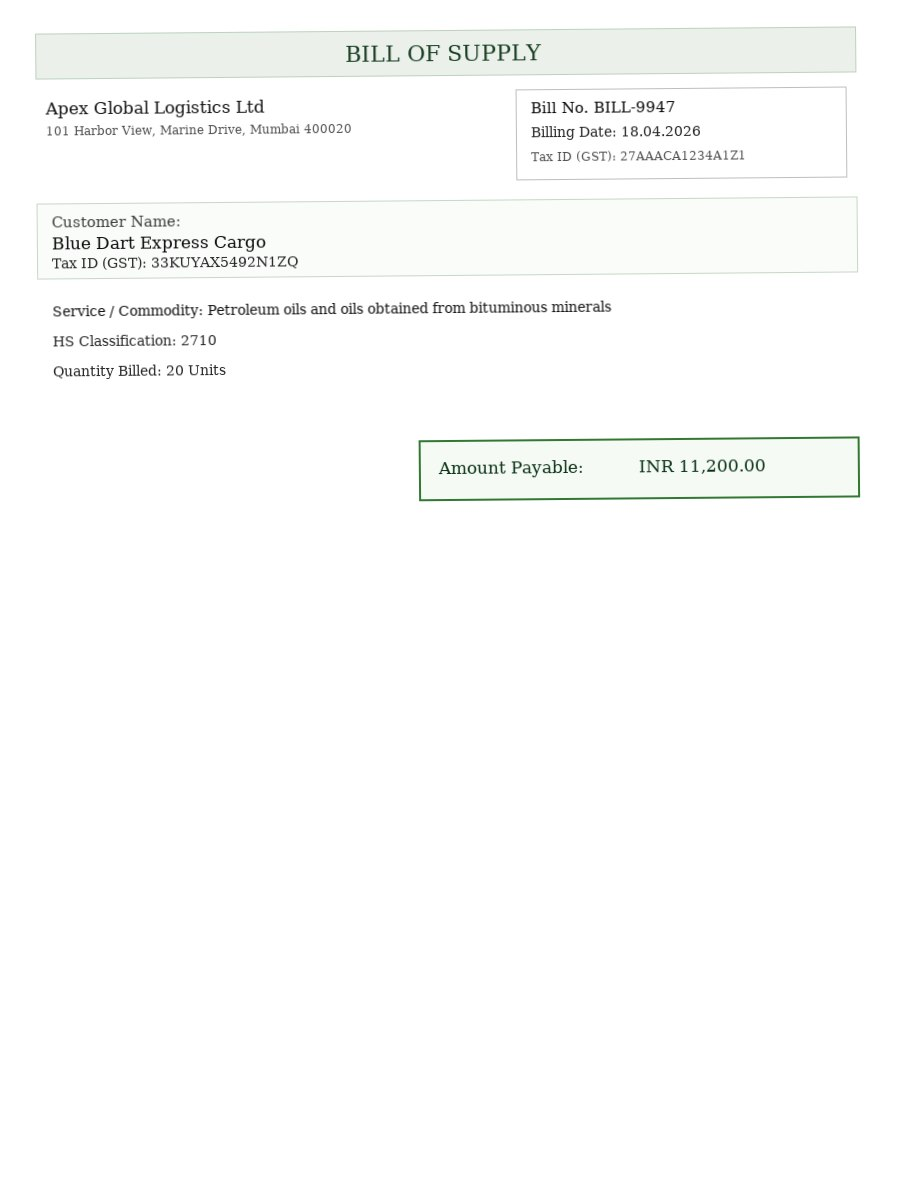 BILL OF SUPPLY
Apex Global Logistics Ltd
101 Harbor View, Marine Drive, Mumbai 400020
Bill No. BILL-9947
Billing Date: 18.04.2026
Tax ID (GST): 27AAACA1234A1Z1
Customer Name:
Blue Dart Express Cargo
Tax ID (GST): 33KUYAX5492N1ZQ
Service / Commodity: Petroleum oils and oils obtained from bituminous minerals
HS Classification: 2710
Quantity Billed: 20 Units
Amount Payable: INR 11,200.00